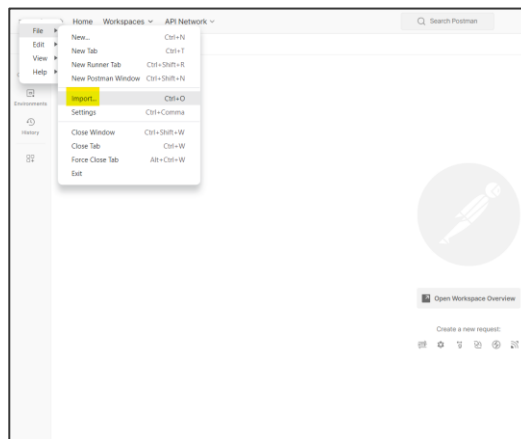 Home Workspaces API Network Search Postman
File
Edit
View
Help
New... Ctrl+N
New Tab Ctrl+T
New Runner Tab Ctrl+Shift+R
New Postman Window Ctrl+Shift+N
Import... Ctrl+O
Settings Ctrl+Comma
Close Window Ctrl+Shift+W
Close Tab Ctrl+W
Force Close Tab Alt+Ctrl+W
Exit
Environments
History
Open Workspace Overview
Create a new request: